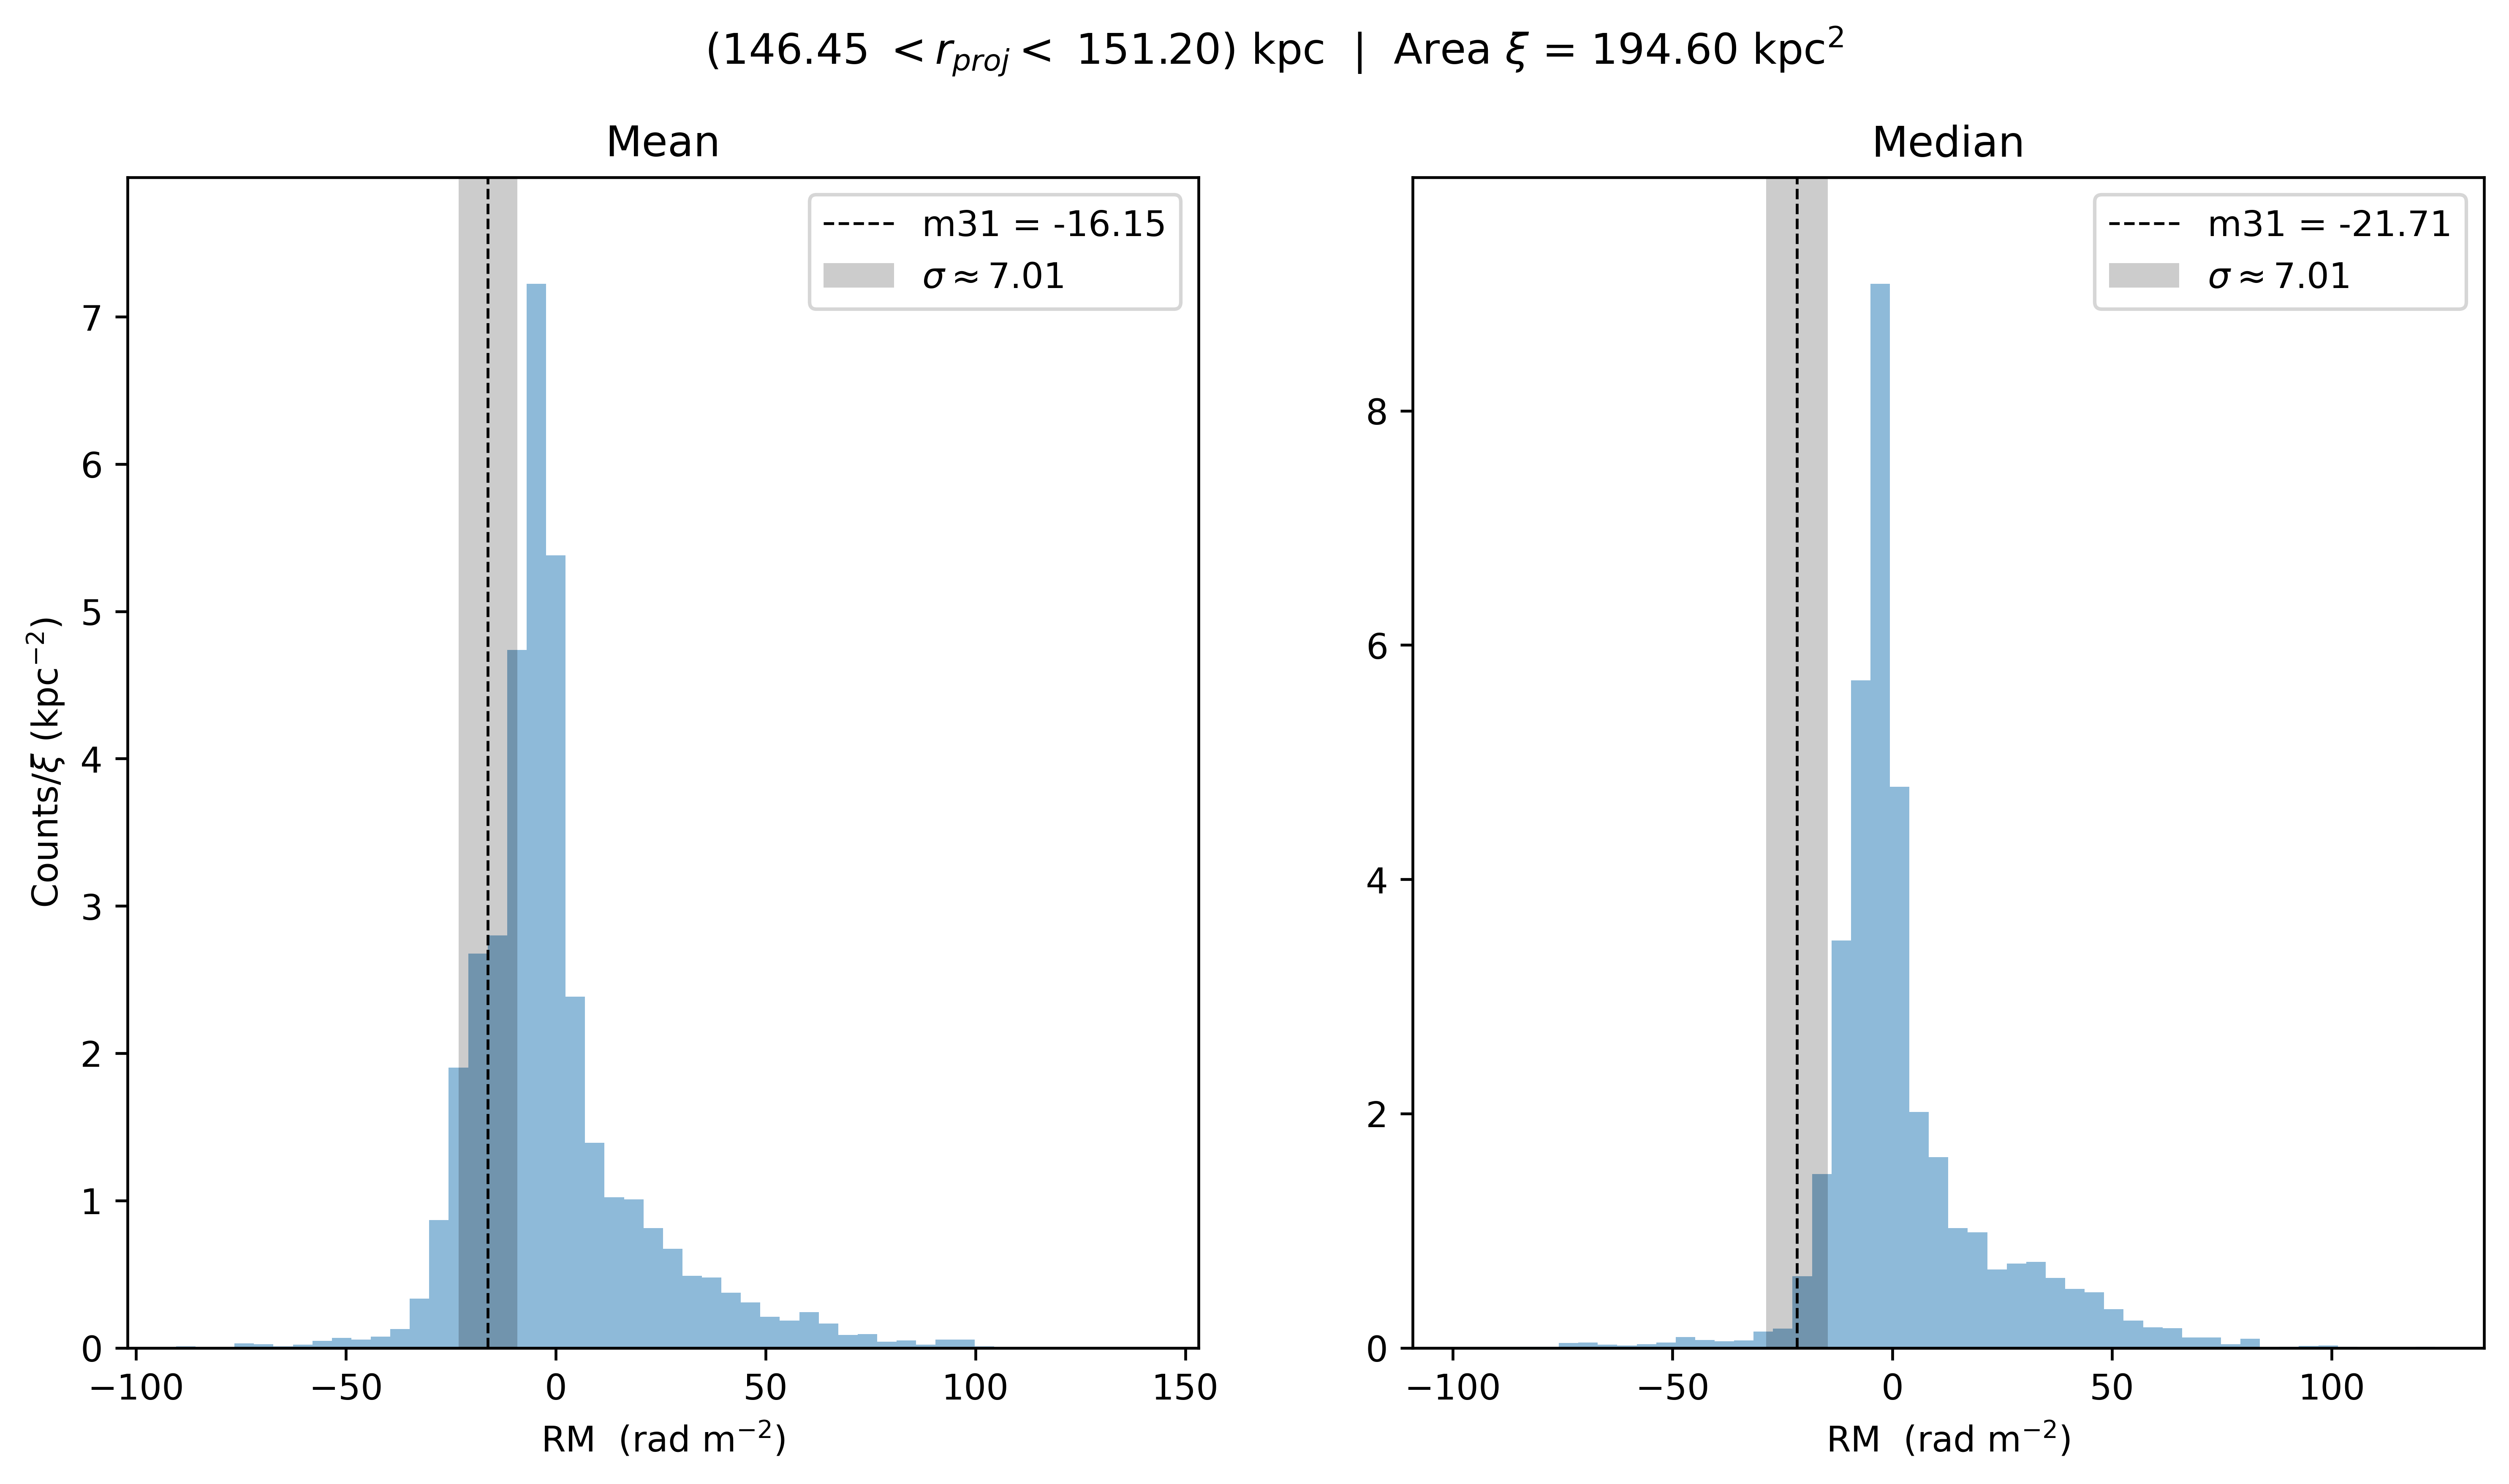 (146.45 < r_proj < 151.20) kpc | Area ξ = 194.60 kpc²
Mean
m31 = -16.15
σ ≈ 7.01
Counts/ξ (kpc⁻²)
7
6
5
4
3
2
1
0
−100 −50 0 50 100 150
RM (rad m⁻²)
Median
m31 = -21.71
σ ≈ 7.01
8
6
4
2
0
−100 −50 0 50 100
RM (rad m⁻²)